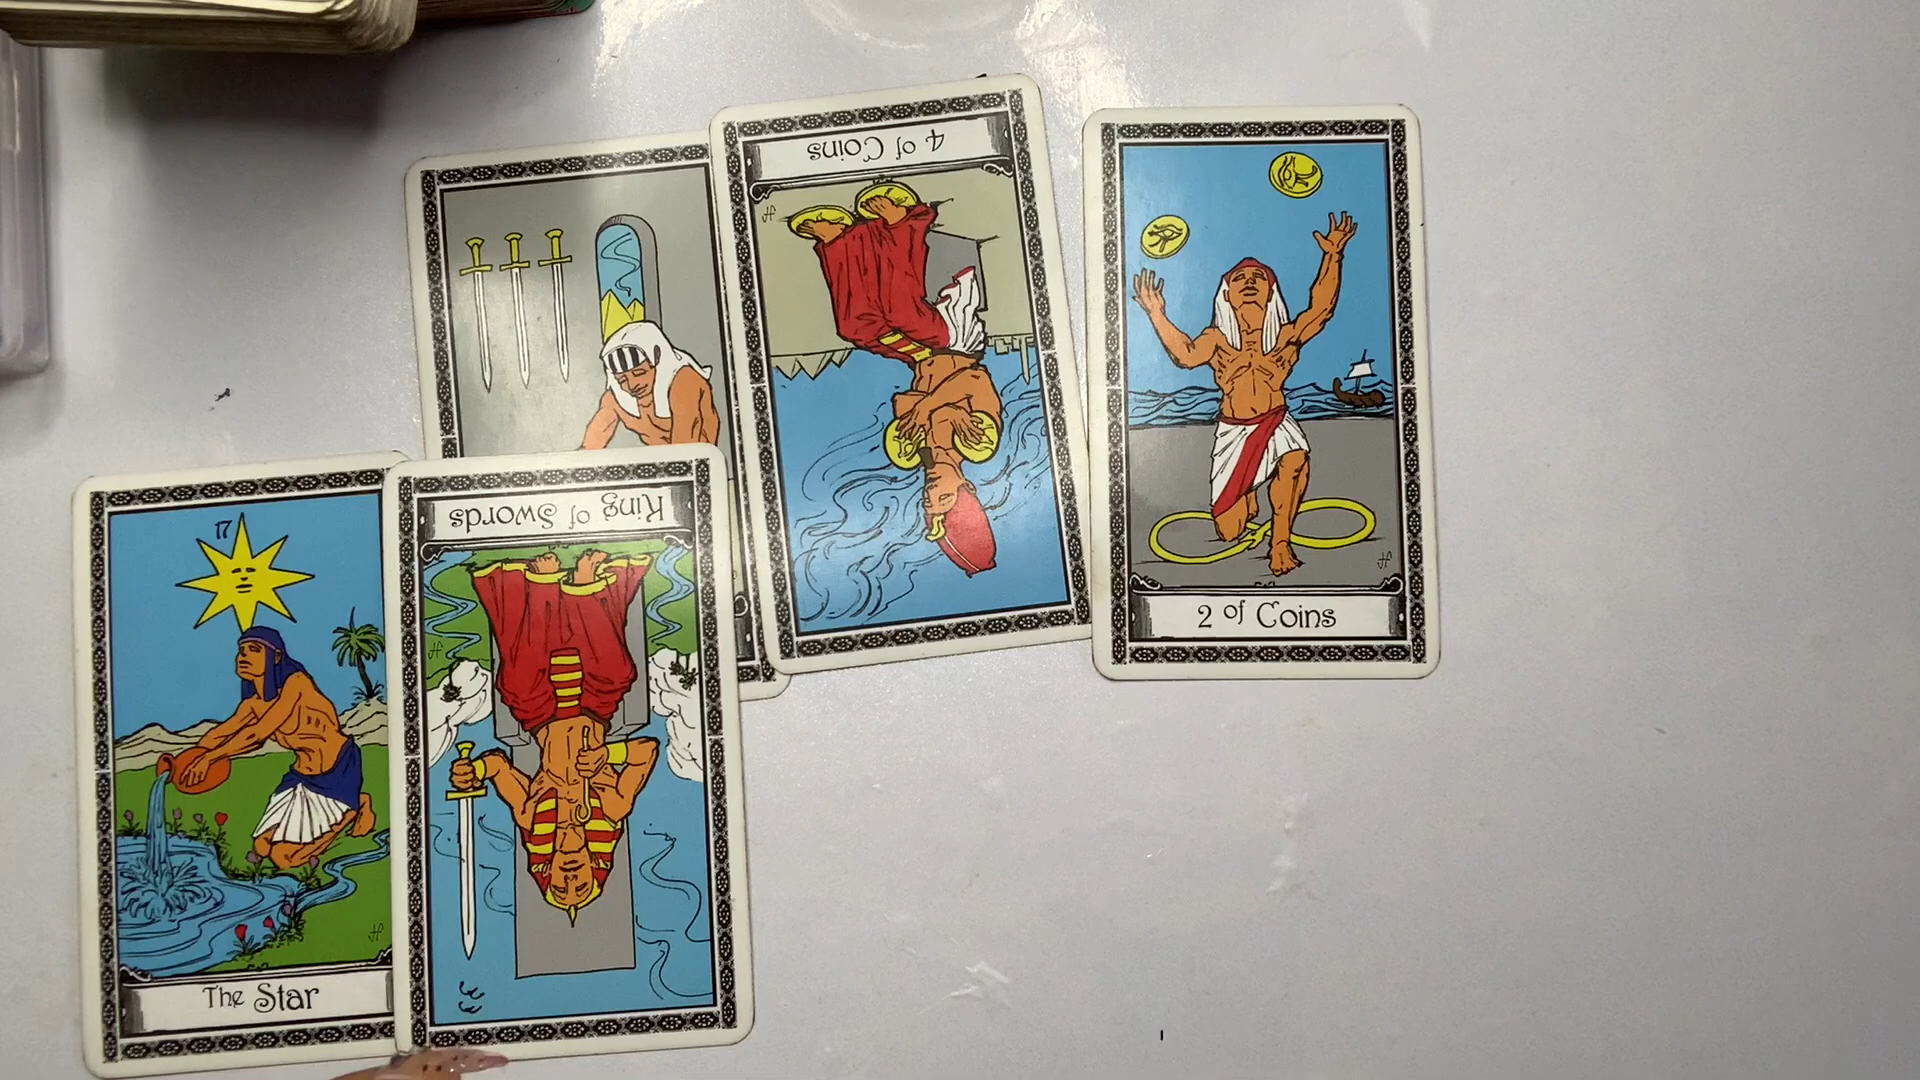 4 of Coins
2 of Coins
King of Swords
17
The Star